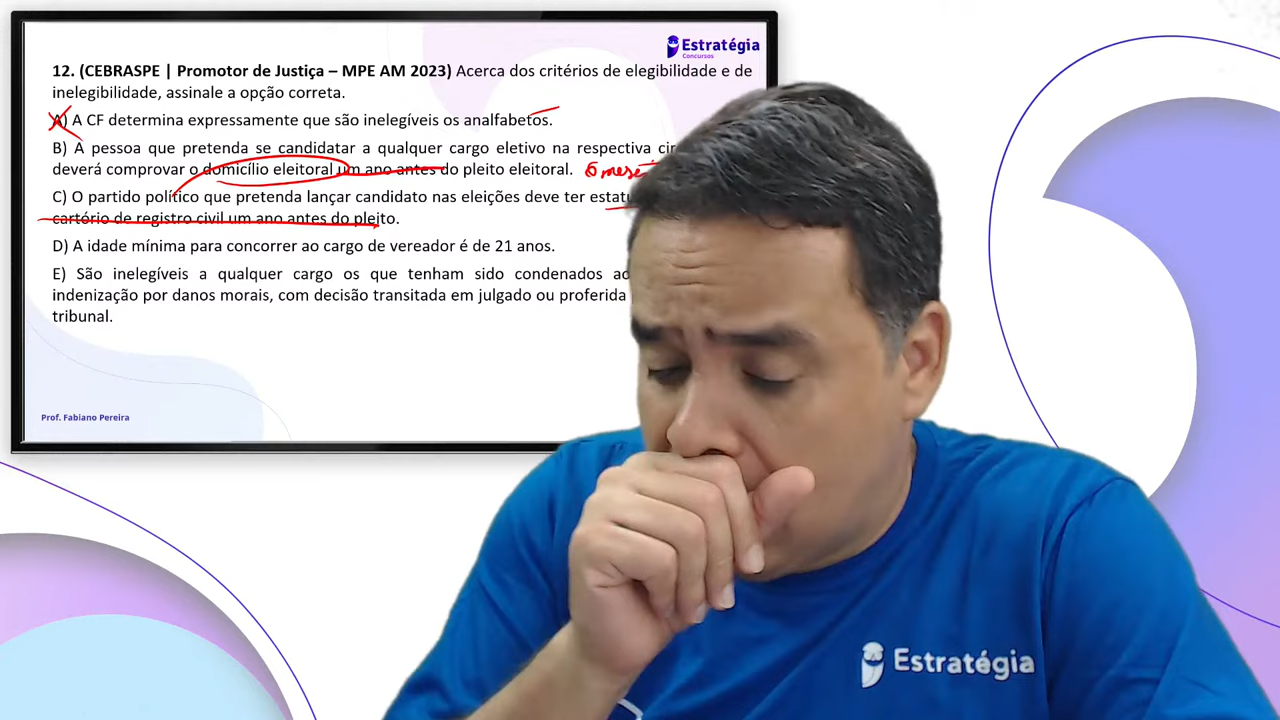 Estratégia
Concursos
12. (CEBRASPE | Promotor de Justiça – MPE AM 2023) Acerca dos critérios de elegibilidade e de
inelegibilidade, assinale a opção correta.
A) A CF determina expressamente que são inelegíveis os analfabetos.
B) A pessoa que pretenda se candidatar a qualquer cargo eletivo na respectiva
deverá comprovar o domicílio eleitoral um ano antes do pleito eleitoral. 6 mese
C) O partido político que pretenda lançar candidato nas eleições deve ter
cartório de registro civil um ano antes do pleito.
D) A idade mínima para concorrer ao cargo de vereador é de 21 anos.
E) São inelegíveis a qualquer cargo os que tenham sido condenados
indenização por danos morais, com decisão transitada em julgado ou proferida
tribunal.
Prof. Fabiano Pereira
Estratégia